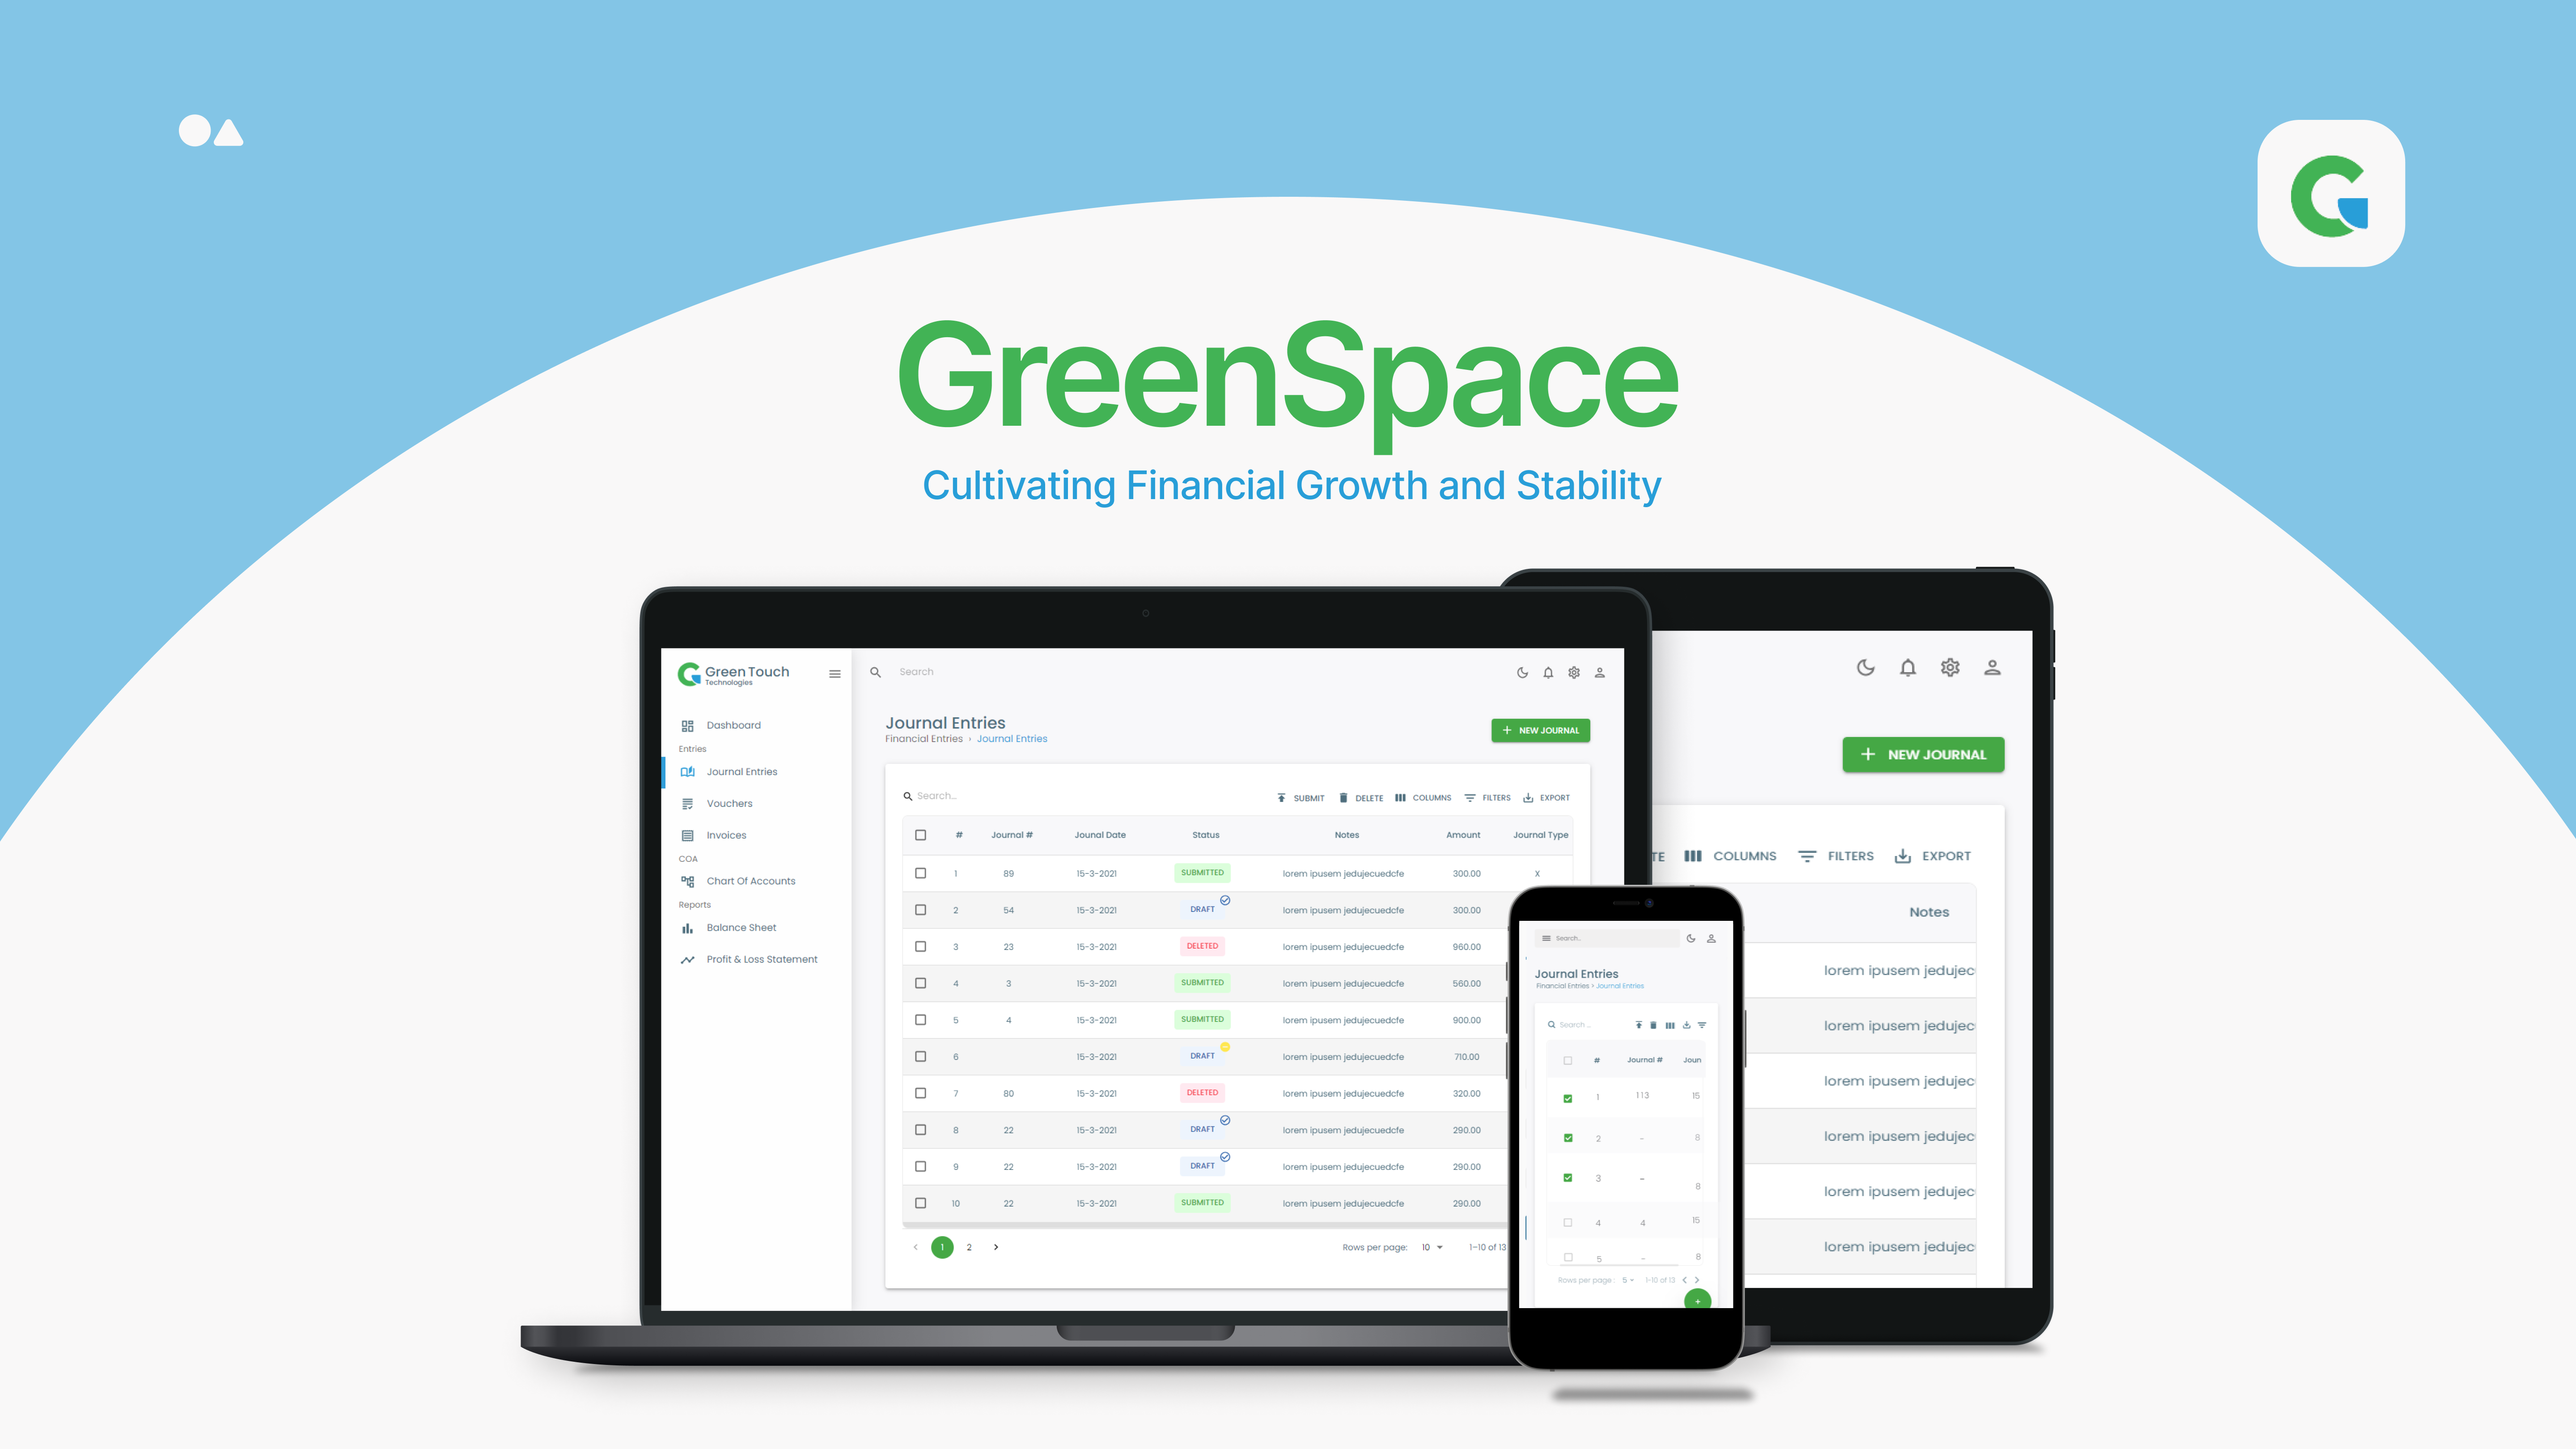 GreenSpace
Cultivating Financial Growth and Stability
Green Touch
Technologies
Search
Dashboard
Entries
Journal Entries
Vouchers
Invoices
COA
Chart Of Accounts
Reports
Balance Sheet
Profit & Loss Statement
Journal Entries
Financial Entries › Journal Entries
+ NEW JOURNAL
Search...
SUBMIT DELETE COLUMNS FILTERS EXPORT
# Journal # Jounal Date Status Notes Amount Journal Type
1 89 15-3-2021 SUBMITTED lorem ipusem jedujecuedcfe 300.00 X
2 54 15-3-2021 DRAFT lorem ipusem jedujecuedcfe 300.00
3 23 15-3-2021 DELETED lorem ipusem jedujecuedcfe 960.00
4 3 15-3-2021 SUBMITTED lorem ipusem jedujecuedcfe 560.00
5 4 15-3-2021 SUBMITTED lorem ipusem jedujecuedcfe 900.00
6 15-3-2021 DRAFT lorem ipusem jedujecuedcfe 710.00
7 80 15-3-2021 DELETED lorem ipusem jedujecuedcfe 320.00
8 22 15-3-2021 DRAFT lorem ipusem jedujecuedcfe 290.00
9 22 15-3-2021 DRAFT lorem ipusem jedujecuedcfe 290.00
10 22 15-3-2021 SUBMITTED lorem ipusem jedujecuedcfe 290.00
‹ 1 2 › Rows per page: 10 1–10 of 13
+ NEW JOURNAL
TE COLUMNS FILTERS EXPORT
Notes
lorem ipusem jedujec
lorem ipusem jedujec
lorem ipusem jedujec
lorem ipusem jedujec
lorem ipusem jedujec
lorem ipusem jedujec
Search..
Journal Entries
Financial Entries > Journal Entries
Search ...
# Journal # Joun
1 113 15
2 - 8
3 - 8
4 4 15
5 - 8
Rows per page: 5 1-10 of 13 < >
+